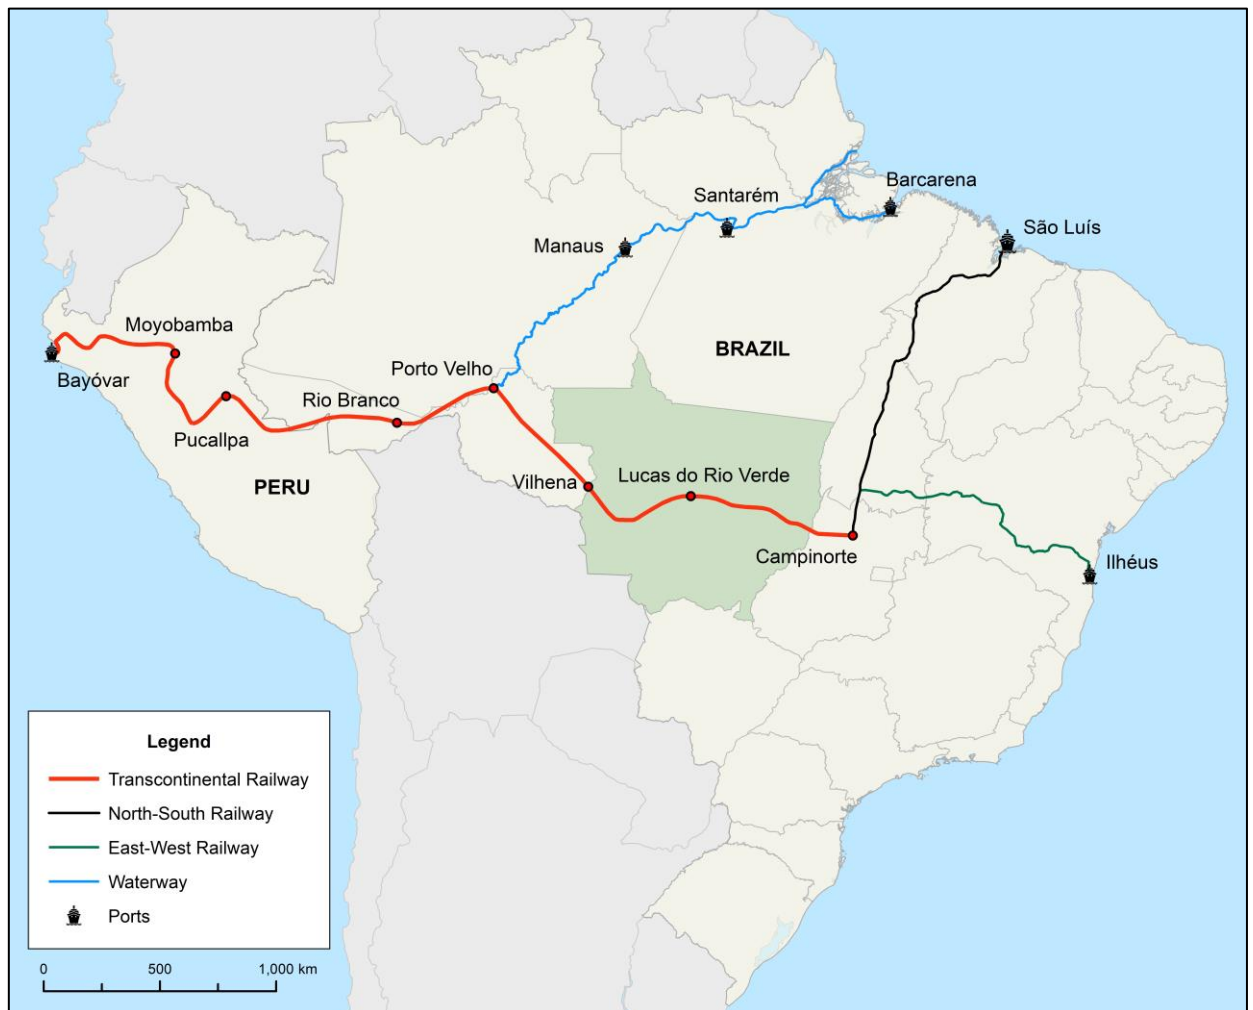 Barcarena
Santarém
São Luís
Manaus
Moyobamba
BRAZIL
Bayóvar
Porto Velho
Rio Branco
Pucallpa
Lucas do Rio Verde
Vilhena
PERU
Campinorte
Ilhéus
Legend
Transcontinental Railway
North-South Railway
East-West Railway
Waterway
Ports
0 500 1,000 km